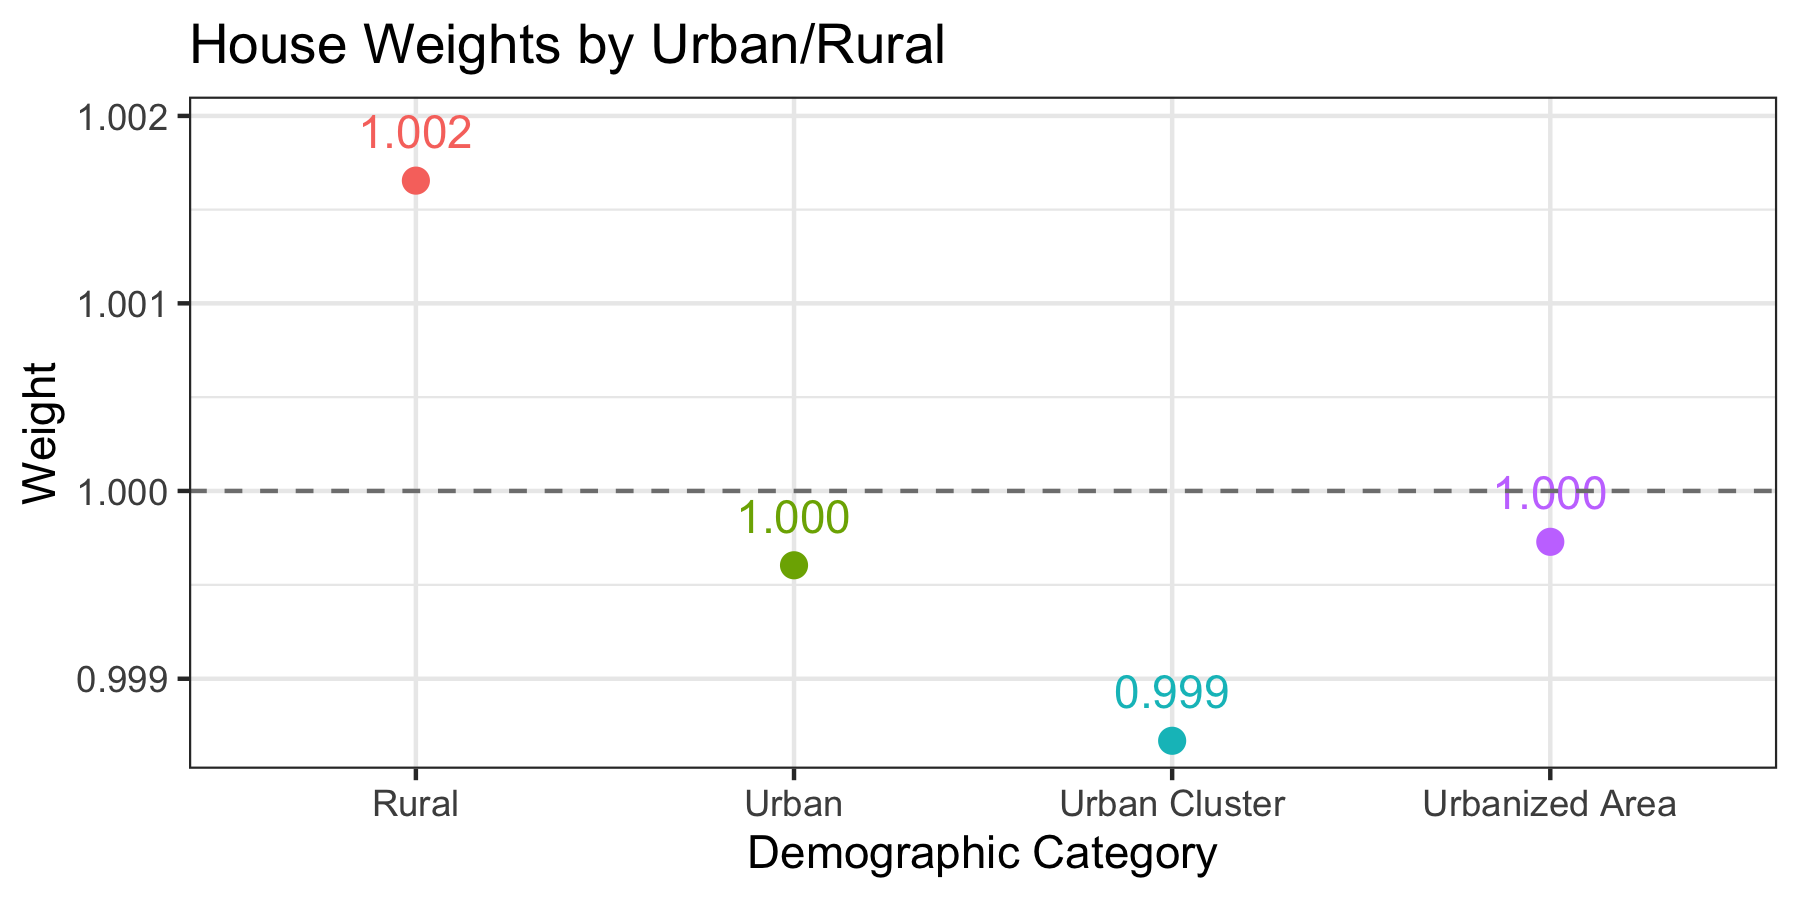 House Weights by Urban/Rural
1.002
1.001
1.000
0.999
Weight
1.002
1.000
0.999
1.000
Rural
Urban
Urban Cluster
Urbanized Area
Demographic Category